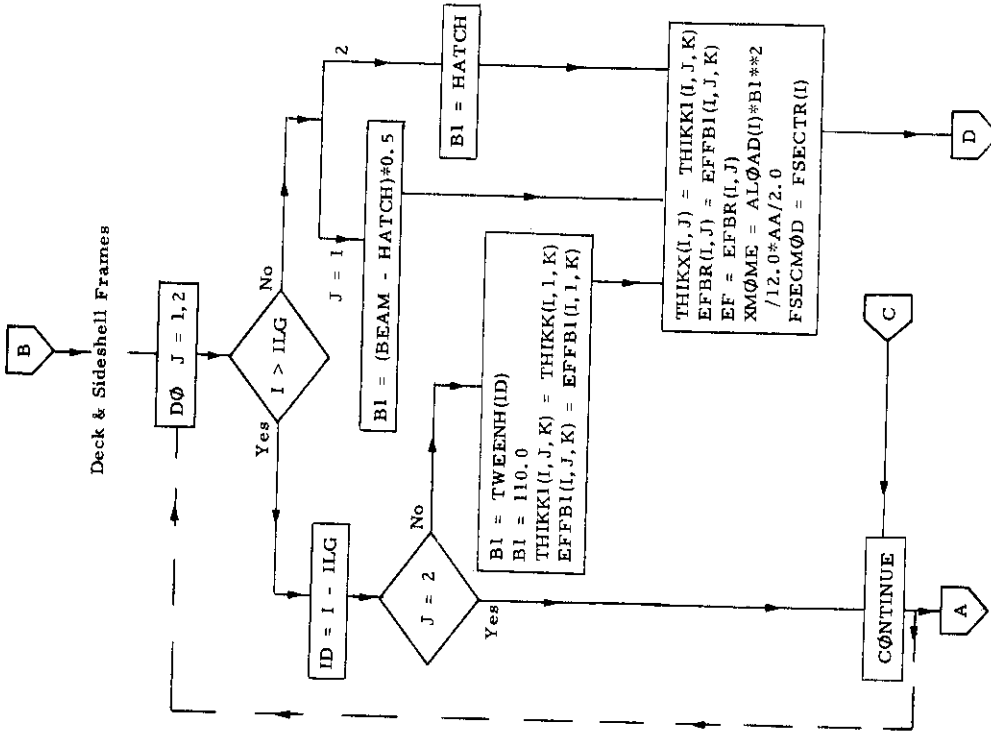 B
Deck & Sideshell Frames
DØ J = 1,2
I > ILG
Yes
No
ID = I - ILG
J = 1
2
B1 = (BEAM - HATCH)*0.5
B1 = HATCH
J = 2
No
Yes
B1 = TWEENH(ID)
B1 = 110.0
THIKK1(I,J,K) = THIKK(I,1,K)
EFFB1(I,J,K) = EFFB1(I,1,K)
THIKX(I,J) = THIKK1(I,J,K)
EFBR(I,J) = EFFB1(I,J,K)
EF = EFBR(I,J)
XMØME = ALØAD(I)*B1**2
/12.0*AA/2.0
FSECMØD = FSECTR(I)
C
CØNTINUE
A
D